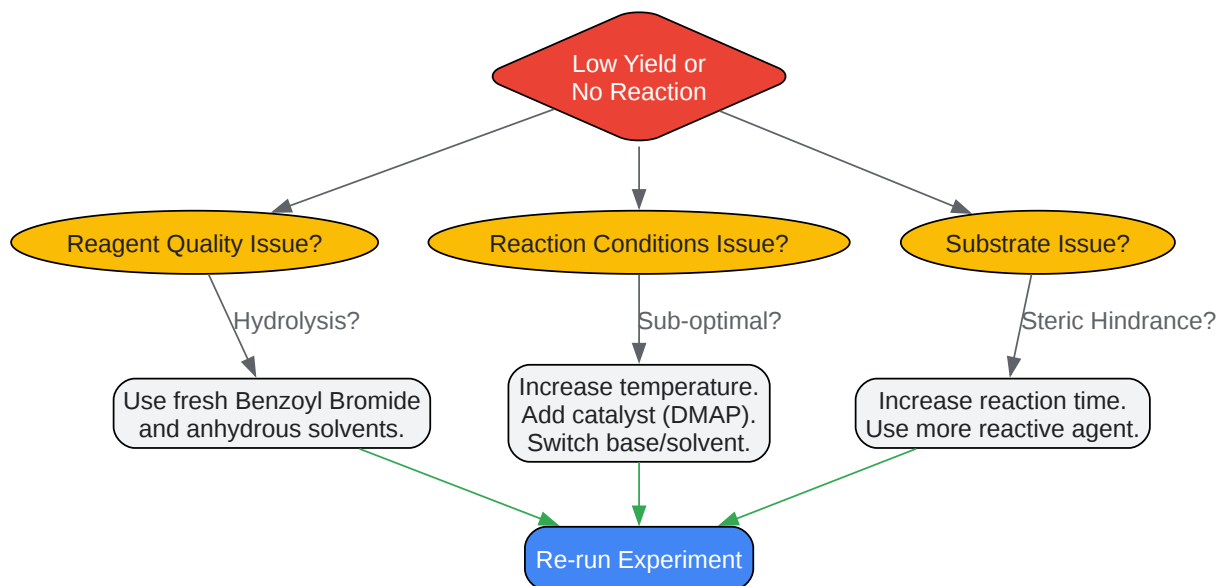 Low Yield or
No Reaction
Reagent Quality Issue?
Reaction Conditions Issue?
Substrate Issue?
Hydrolysis?
Sub-optimal?
Steric Hindrance?
Use fresh Benzoyl Bromide
and anhydrous solvents.
Increase temperature.
Add catalyst (DMAP).
Switch base/solvent.
Increase reaction time.
Use more reactive agent.
Re-run Experiment